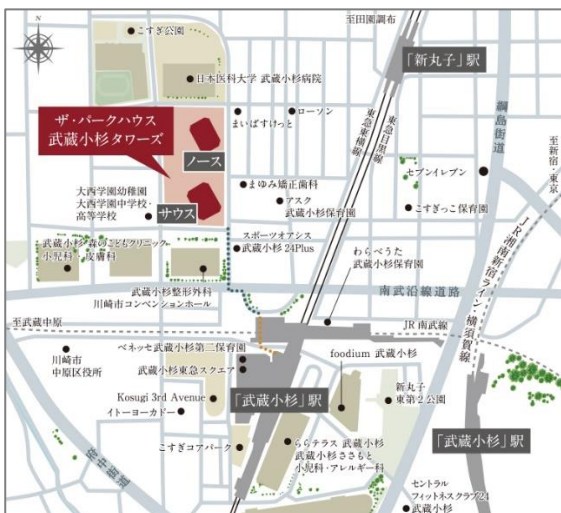 至田園調布
こすぎ公園
「新丸子」駅
日本医科大学 武蔵小杉病院
綱島街道
ザ・パークハウス
武蔵小杉タワーズ
ローソン
まいばすけっと
東急東横線
東急目黒線
ノース
至新宿・東京
セブンイレブン
まゆみ矯正歯科
大西学園幼稚園
大西学園中学校・
高等学校
サウス
アスク
武蔵小杉保育園
こすぎっこ保育園
JR湘南新宿ライン・横須賀線
スポーツオアシス
武蔵小杉24Plus
わらべうた
武蔵小杉保育園
武蔵小杉 森のこどもクリニック
小児科・皮膚科
武蔵小杉整形外科
川崎市コンベンションホール
南武沿線道路
至武蔵中原
JR南武線
ベネッセ武蔵小杉第二保育園
foodium 武蔵小杉
川崎市
中原区役所
武蔵小杉東急スクエア
Kosugi 3rd Avenue
イトーヨーカドー
「武蔵小杉」駅
新丸子
東第2公園
こすぎコアパーク
ららテラス 武蔵小杉
武蔵小杉ささもと
小児科・アレルギー科
「武蔵小杉」駅
府中街道
セントラル
フィットネスクラブ24
武蔵小杉